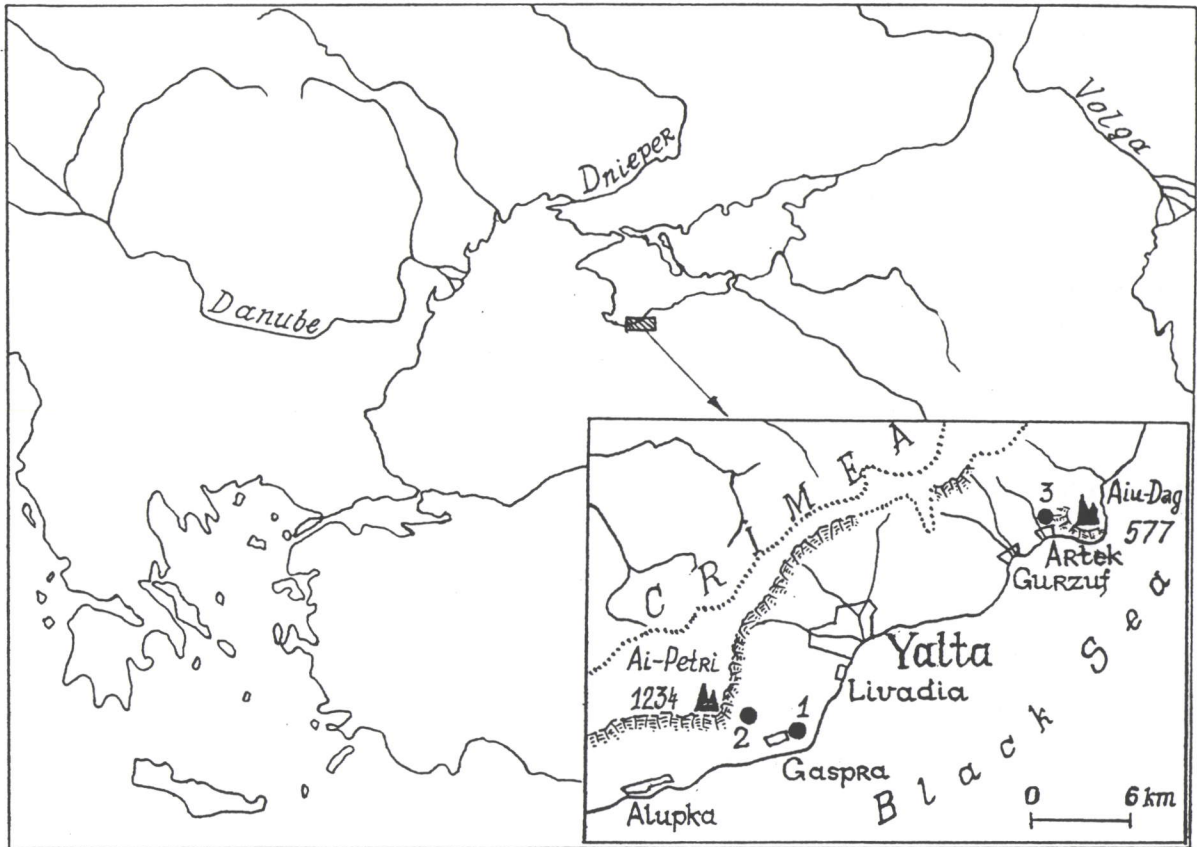 Volga
Dnieper
Danube
CRIMEA
3
Aiu-Dag
577
Artek
Gurzuf
Yalta
Livadia
Ai-Petri
1234
2
1
Gaspra
Alupka
Black Sea
0 6 km